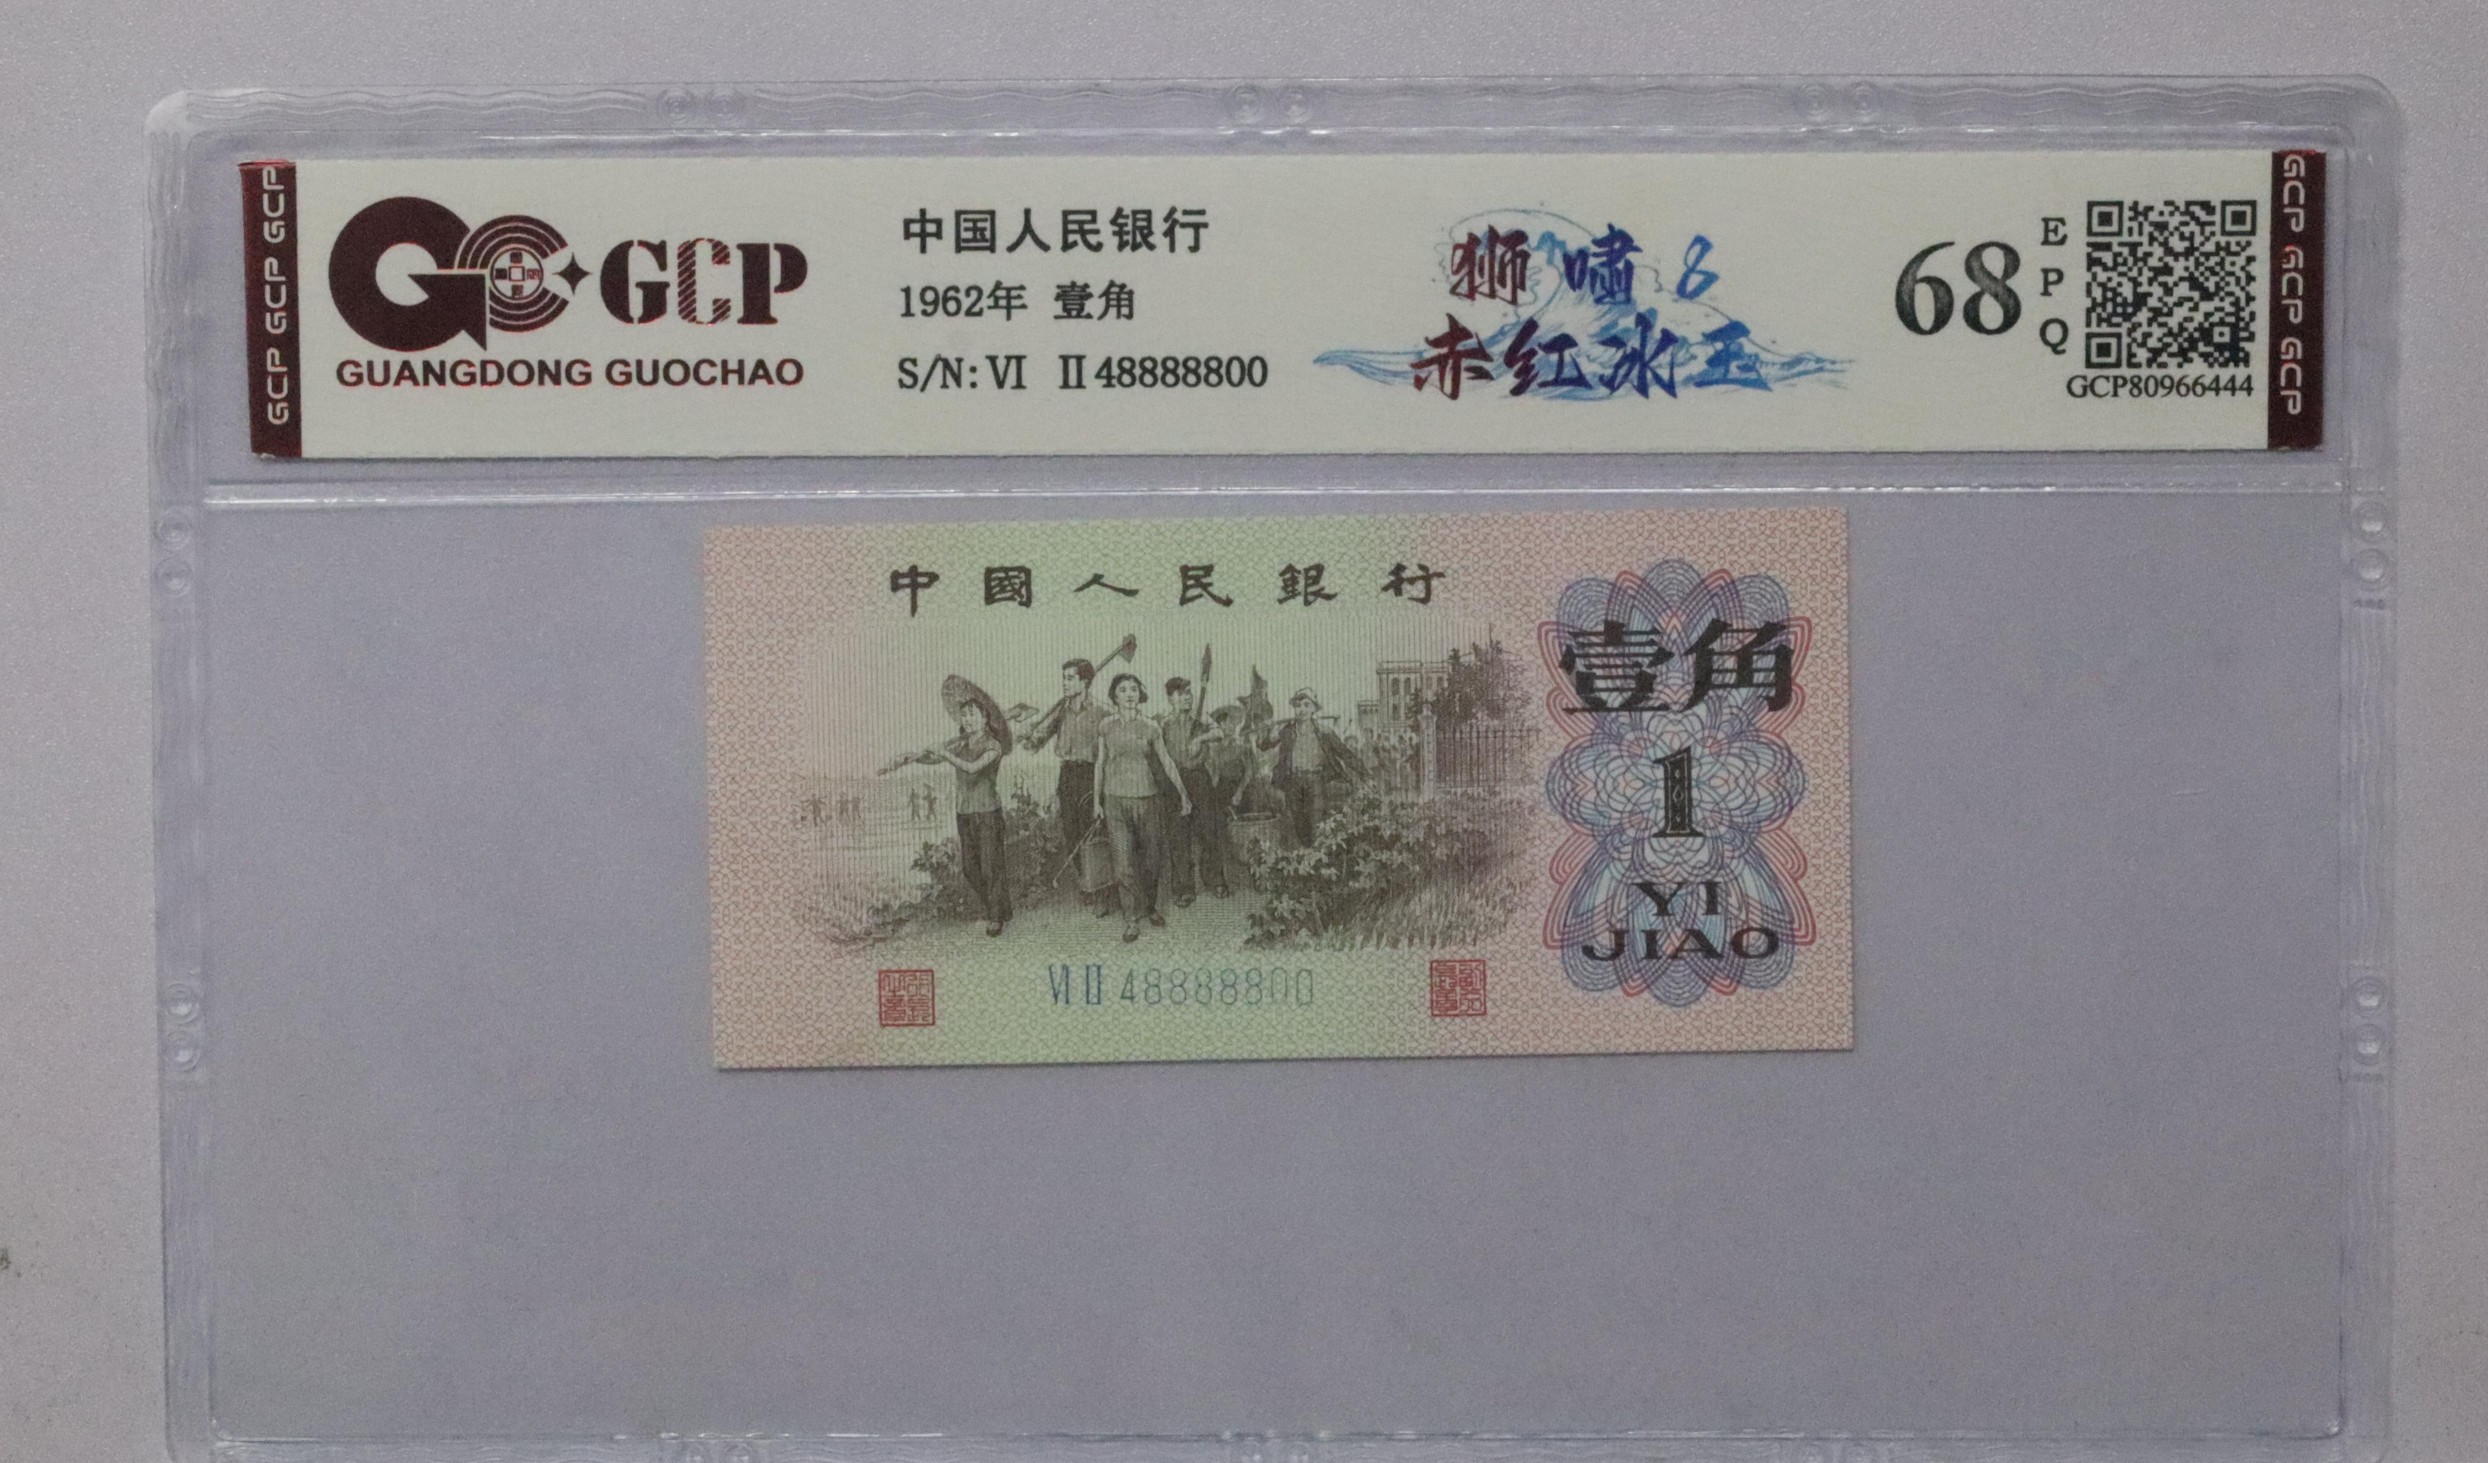 GCP GCP GCP
GCP
GUANGDONG GUOCHAO
中国人民银行
1962年 壹角
S/N: VI II 48888800
狮啸8
赤红冰玉
68
EPQ
GCP80966444
GCP GCP GCP
中國人民銀行
壹角
1
YI
JIAO
VI II 48888800